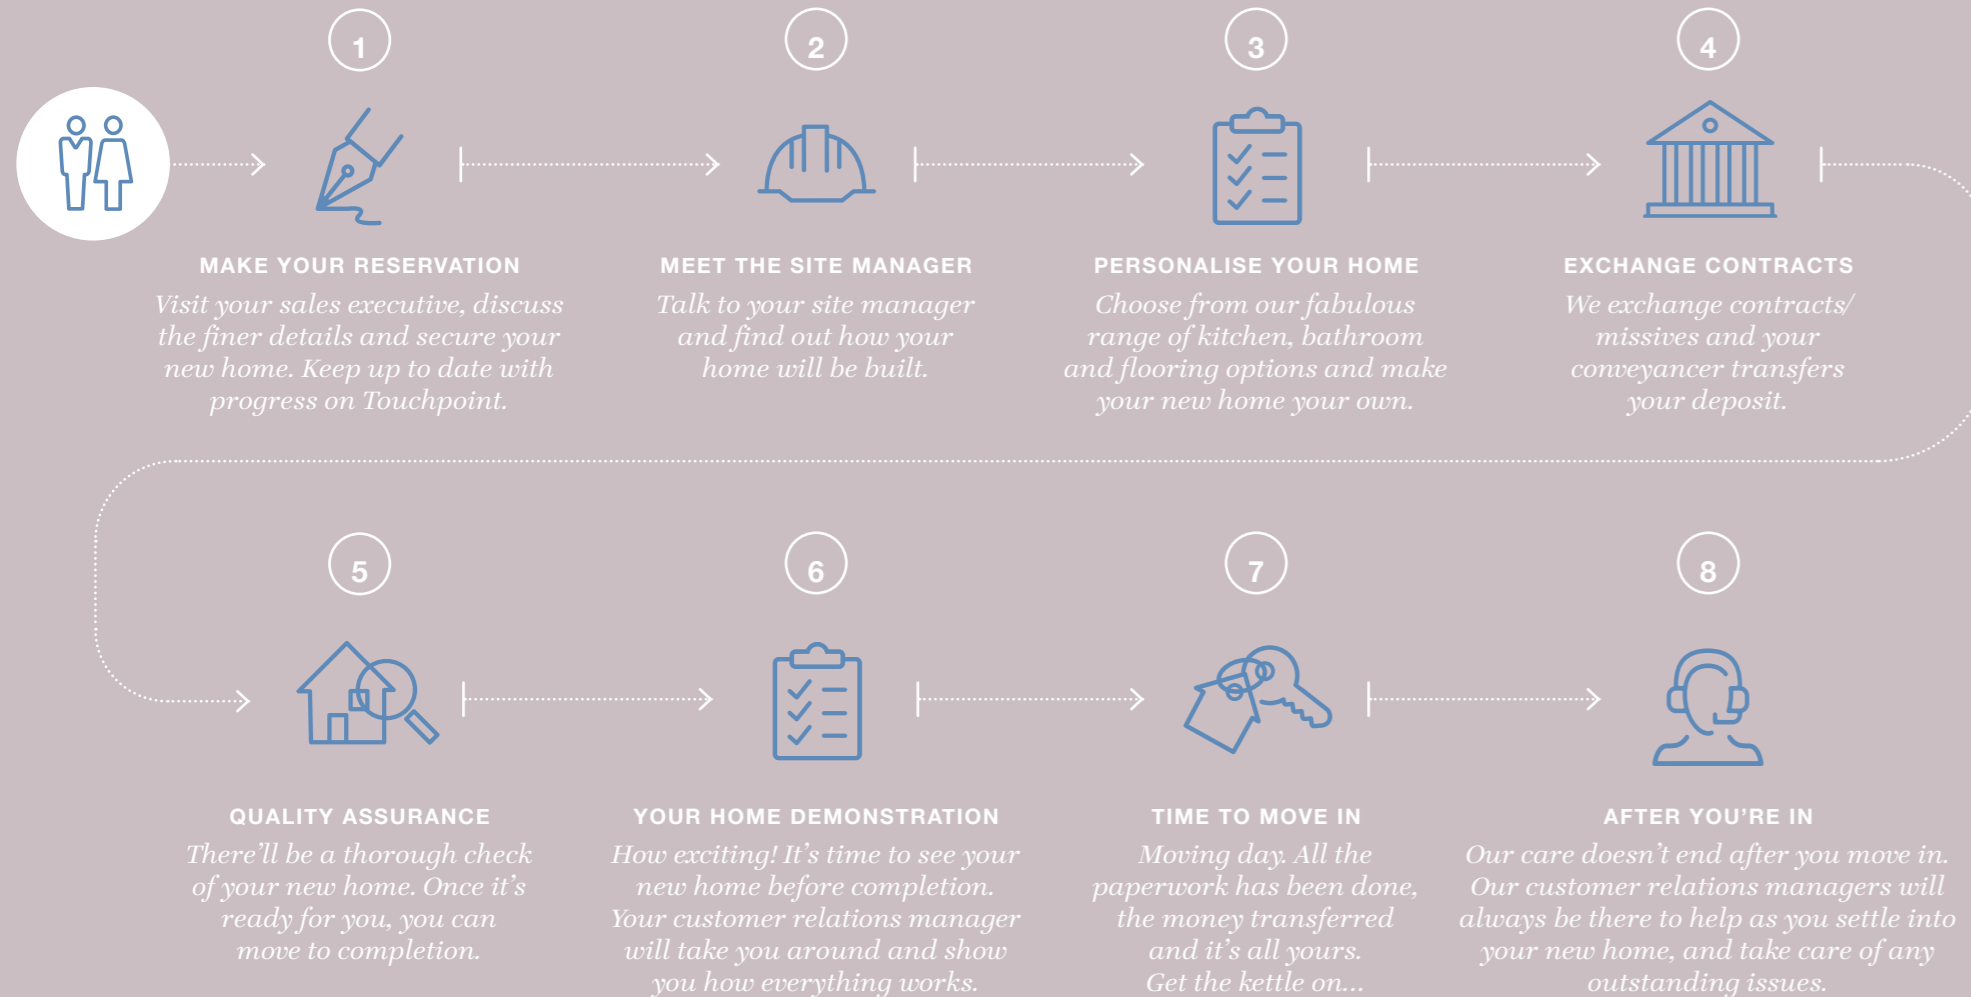 1
MAKE YOUR RESERVATION
Visit your sales executive, discuss
the finer details and secure your
new home. Keep up to date with
progress on Touchpoint.
2
MEET THE SITE MANAGER
Talk to your site manager
and find out how your
home will be built.
3
PERSONALISE YOUR HOME
Choose from our fabulous
range of kitchen, bathroom
and flooring options and make
your new home your own.
4
EXCHANGE CONTRACTS
We exchange contracts/
missives and your
conveyancer transfers
your deposit.
5
QUALITY ASSURANCE
There’ll be a thorough check
of your new home. Once it’s
ready for you, you can
move to completion.
6
YOUR HOME DEMONSTRATION
How exciting! It’s time to see your
new home before completion.
Your customer relations manager
will take you around and show
you how everything works.
7
TIME TO MOVE IN
Moving day. All the
paperwork has been done,
the money transferred
and it’s all yours.
Get the kettle on...
8
AFTER YOU’RE IN
Our care doesn’t end after you move in.
Our customer relations managers will
always be there to help as you settle into
your new home, and take care of any
outstanding issues.